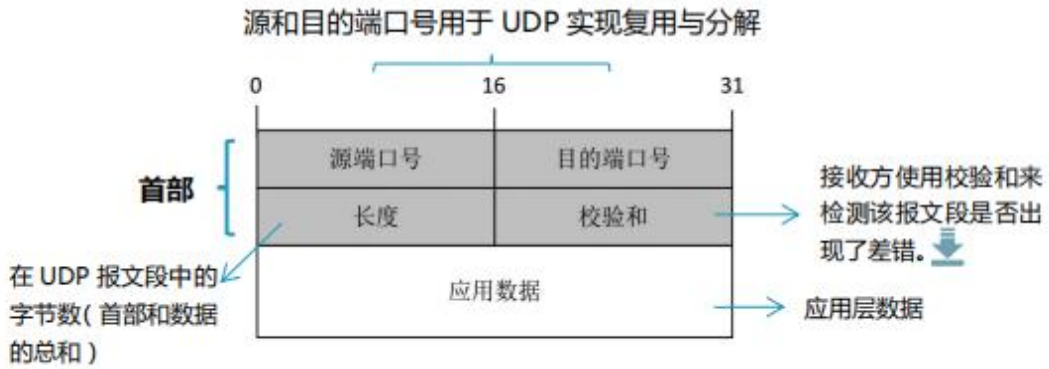 源和目的端口号用于 UDP 实现复用与分解
0 16 31
源端口号 目的端口号
首部
长度 校验和
接收方使用校验和来
检测该报文段是否出
现了差错。
在 UDP 报文段中的
字节数( 首部和数据
的总和 )
应用数据
应用层数据